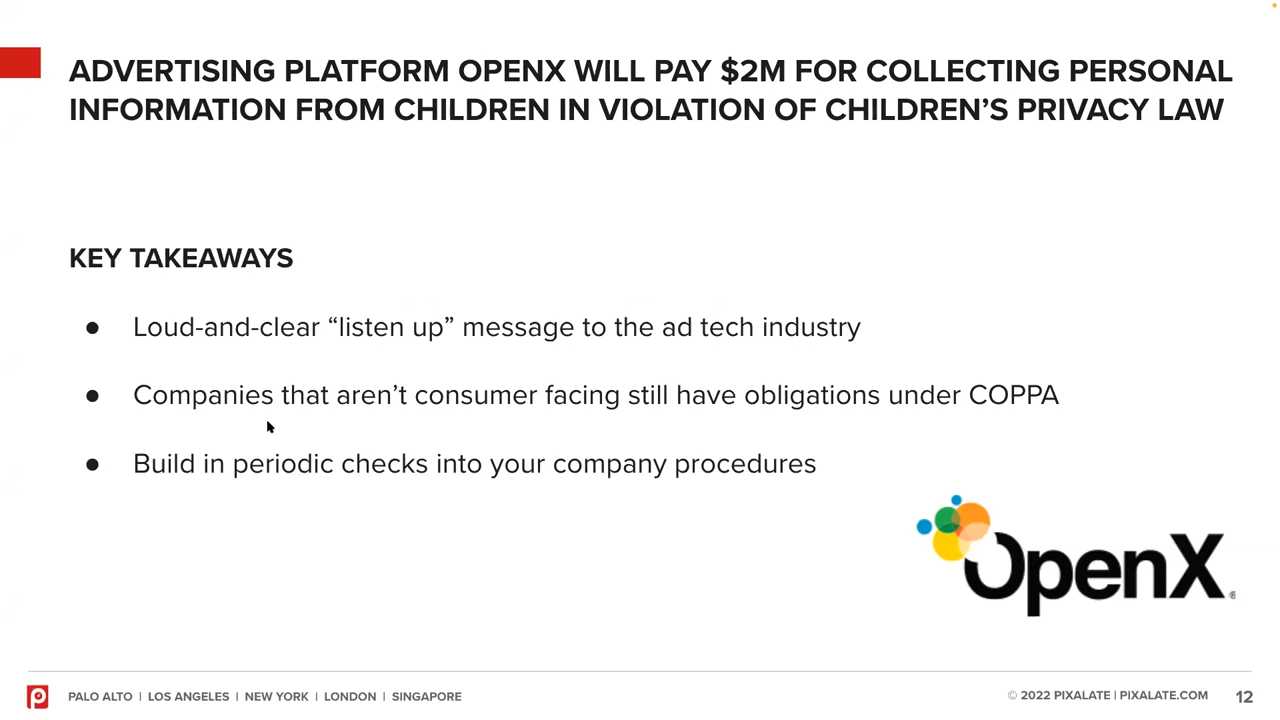 ADVERTISING PLATFORM OPENX WILL PAY $2M FOR COLLECTING PERSONAL
INFORMATION FROM CHILDREN IN VIOLATION OF CHILDREN’S PRIVACY LAW
KEY TAKEAWAYS
● Loud-and-clear “listen up” message to the ad tech industry
● Companies that aren’t consumer facing still have obligations under COPPA
● Build in periodic checks into your company procedures
OpenX
PALO ALTO | LOS ANGELES | NEW YORK | LONDON | SINGAPORE
© 2022 PIXALATE | PIXALATE.COM 12